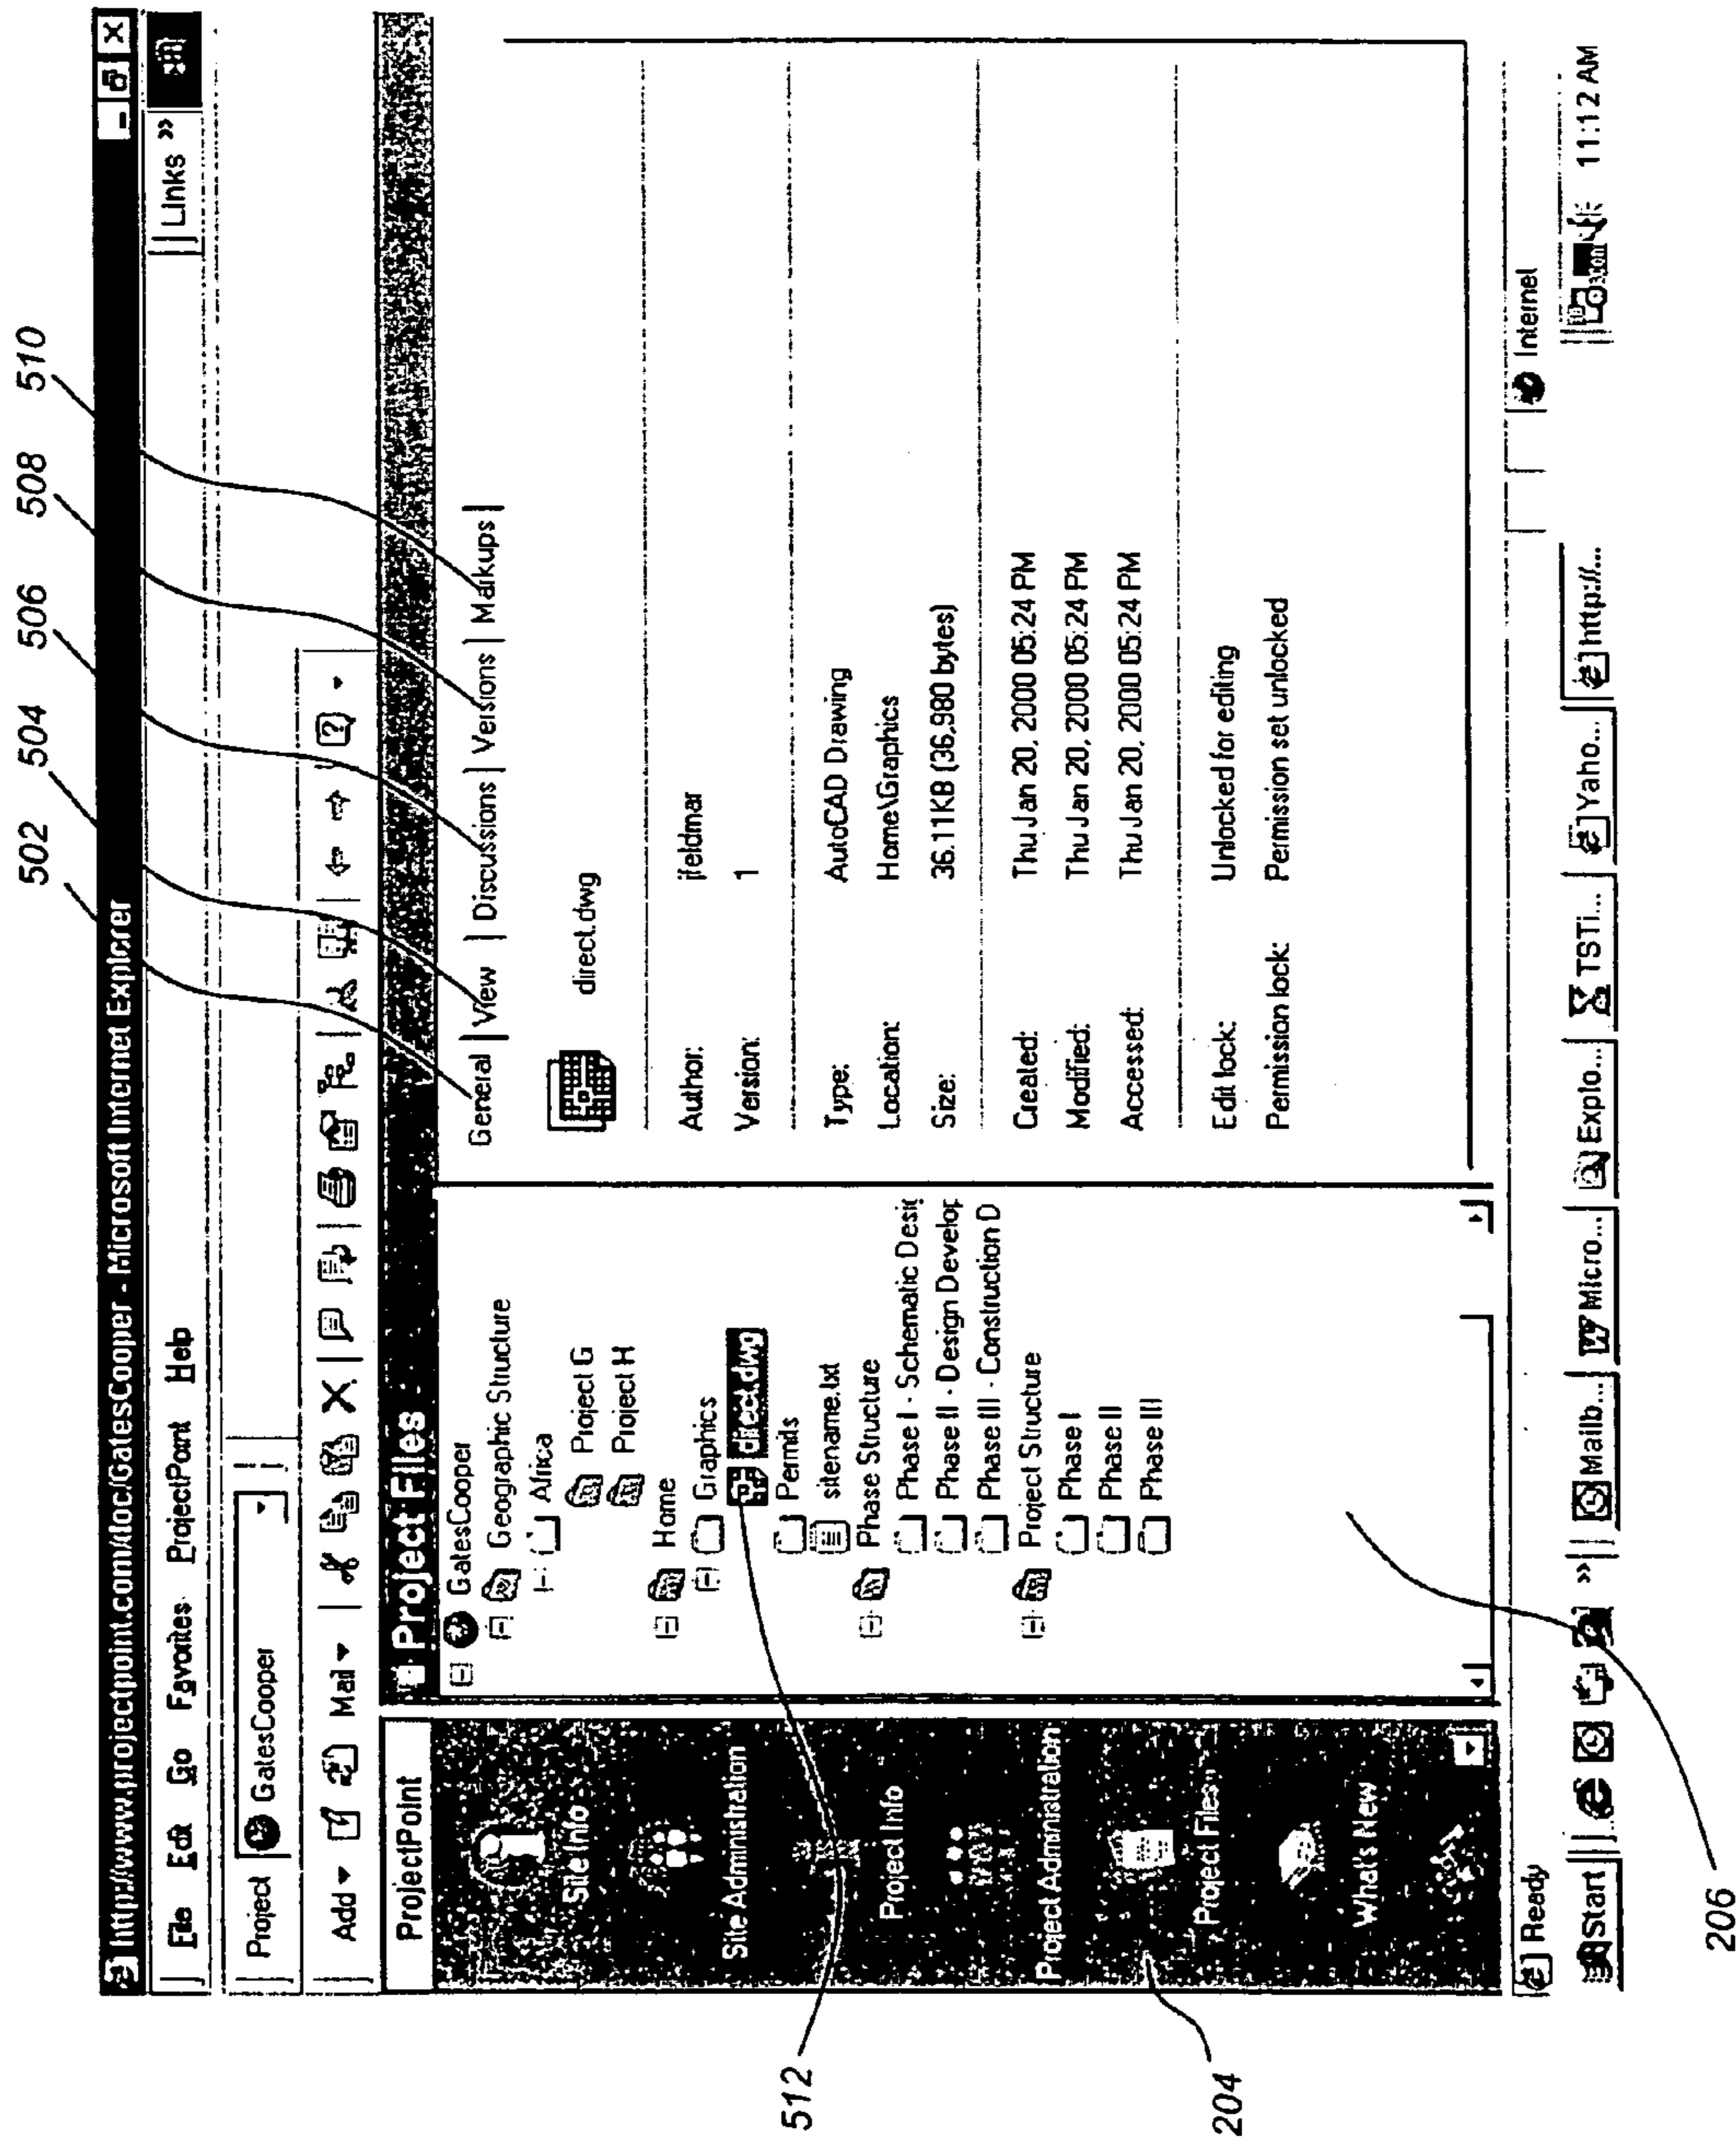 502 504 506 508 510
http://www.projectpoint.com/loc/GatesCooper - Microsoft Internet Explorer
File Edit Go Favorites ProjectPoint Help
Links »
Project GatesCooper
Add Mail
ProjectPoint
Project Files
Site Info
Site Administration
Project Info
Project Administration
Project Files
What's New
GatesCooper
Geographic Structure
Africa
Project G
Project H
Home
Graphics
direct.dwg
Permits
sitename.txt
Phase Structure
Phase I - Schematic Desig
Phase II - Design Develop
Phase III - Construction D
Project Structure
Phase I
Phase II
Phase III
General | View | Discussions | Versions | Markups |
direct.dwg
Author: jfeldmar
Version: 1
Type: AutoCAD Drawing
Location: Home\Graphics
Size: 36.11KB (36,980 bytes)
Created: Thu Jan 20, 2000 05:24 PM
Modified: Thu Jan 20, 2000 05:24 PM
Accessed: Thu Jan 20, 2000 05:24 PM
Edit lock: Unlocked for editing
Permission lock: Permission set unlocked
Ready
Internet
Start » Mailb... Micro... Explo... TSTi... Yaho... http://... 11:12 AM
512
204
206